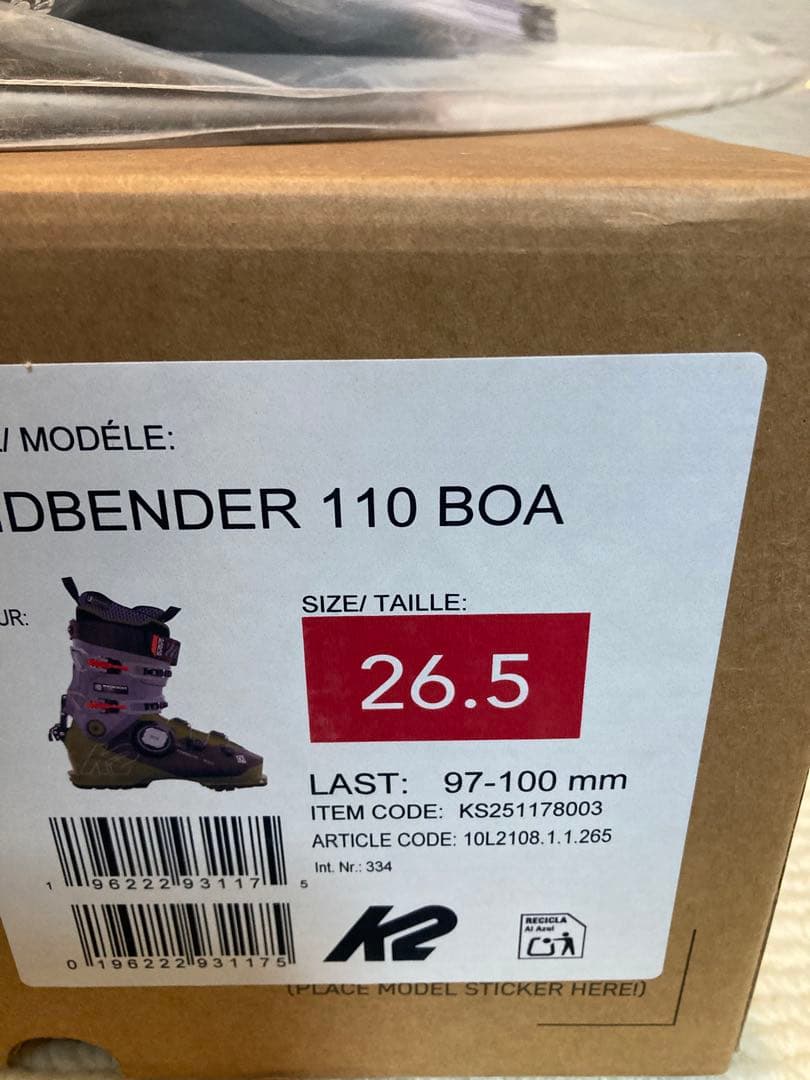 / MODÉLE:
DBENDER 110 BOA
UR:
SIZE/ TAILLE:
26.5
LAST: 97-100 mm
ITEM CODE: KS251178003
ARTICLE CODE: 10L2108.1.1.265
Int. Nr.: 334
1 96222 93117 5
0 196222 931175
K2
RECICLA
Al Azul
(PLACE MODEL STICKER HERE!)